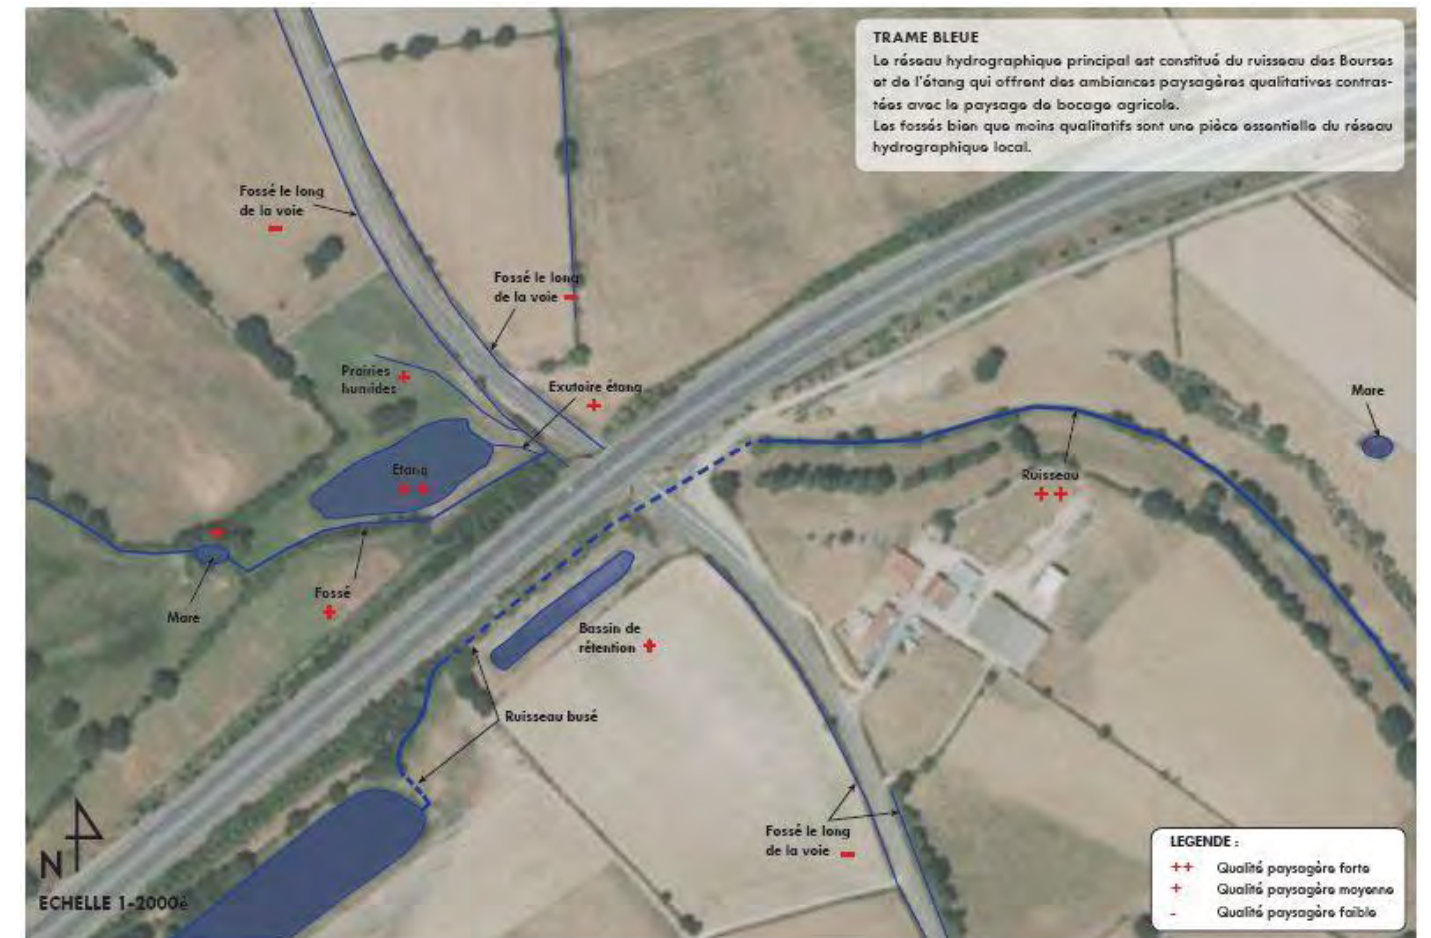 TRAME BLEUE
Le réseau hydrographique principal est constitué du ruisseau des Bourses
et de l'étang qui offrent des ambiances paysagères qualitatives contras-
tées avec le paysage de bocage agricole.
Les fossés bien que moins qualitatifs sont une pièce essentielle du réseau
hydrographique local.
Fossé le long
de la voie
-
Fossé le long
de la voie -
Prairies
humides +
Exutoire étang
+
Mare
Etang
++
Ruisseau
++
-
Fossé
+
Mare
Bassin de
rétention +
Ruisseau busé
Fossé le long
de la voie -
N
ECHELLE 1-2000è
LEGENDE :
++ Qualité paysagère forte
+ Qualité paysagère moyenne
- Qualité paysagère faible